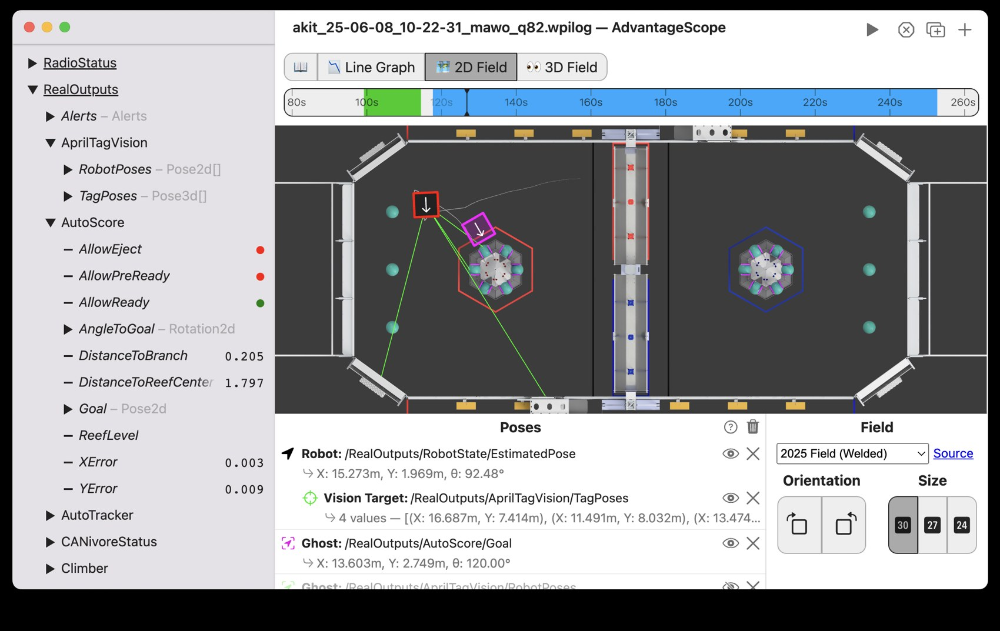 akit_25-06-08_10-22-31_mawo_q82.wpilog — AdvantageScope
RadioStatus
RealOutputs
Alerts – Alerts
AprilTagVision
RobotPoses – Pose2d[]
TagPoses – Pose3d[]
AutoScore
AllowEject
AllowPreReady
AllowReady
AngleToGoal – Rotation2d
DistanceToBranch 0.205
DistanceToReefCenter 1.797
Goal – Pose2d
ReefLevel
XError 0.003
YError 0.009
AutoTracker
CANivoreStatus
Climber
Line Graph
2D Field
3D Field
80s 100s 120s 140s 160s 180s 200s 220s 240s 260s
Poses
Robot: /RealOutputs/RobotState/EstimatedPose
X: 15.273m, Y: 1.969m, θ: 92.48°
Vision Target: /RealOutputs/AprilTagVision/TagPoses
4 values — [(X: 16.687m, Y: 7.414m), (X: 11.491m, Y: 8.032m), (X: 13.474...
Ghost: /RealOutputs/AutoScore/Goal
X: 13.603m, Y: 2.749m, θ: 120.00°
Ghost: /RealOutputs/AprilTagVision/RobotPoses
Field
2025 Field (Welded)
Source
Orientation
Size
30 27 24